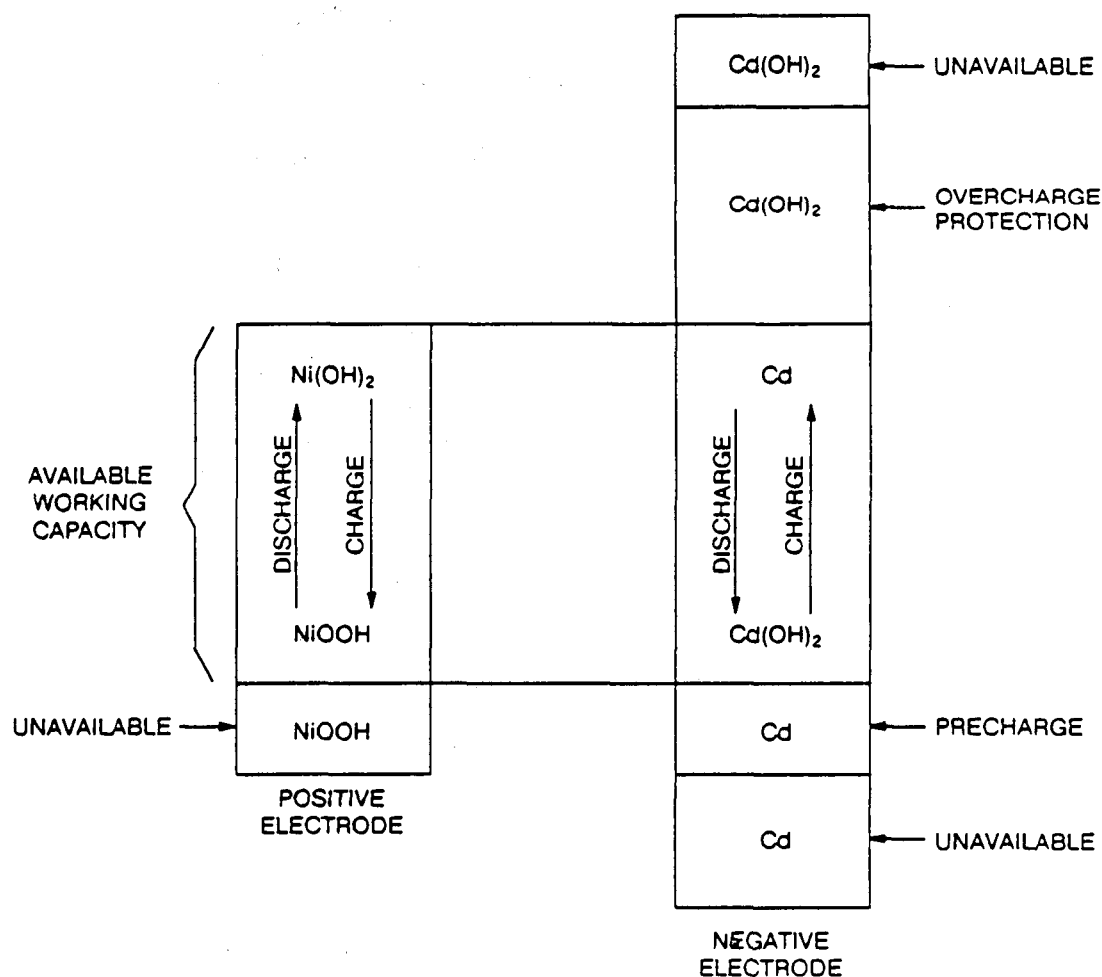 Cd(OH)₂
UNAVAILABLE
Cd(OH)₂
OVERCHARGE
PROTECTION
AVAILABLE
WORKING
CAPACITY
Ni(OH)₂
DISCHARGE
CHARGE
NiOOH
Cd
DISCHARGE
CHARGE
Cd(OH)₂
UNAVAILABLE
NiOOH
Cd
PRECHARGE
POSITIVE
ELECTRODE
Cd
UNAVAILABLE
NEGATIVE
ELECTRODE